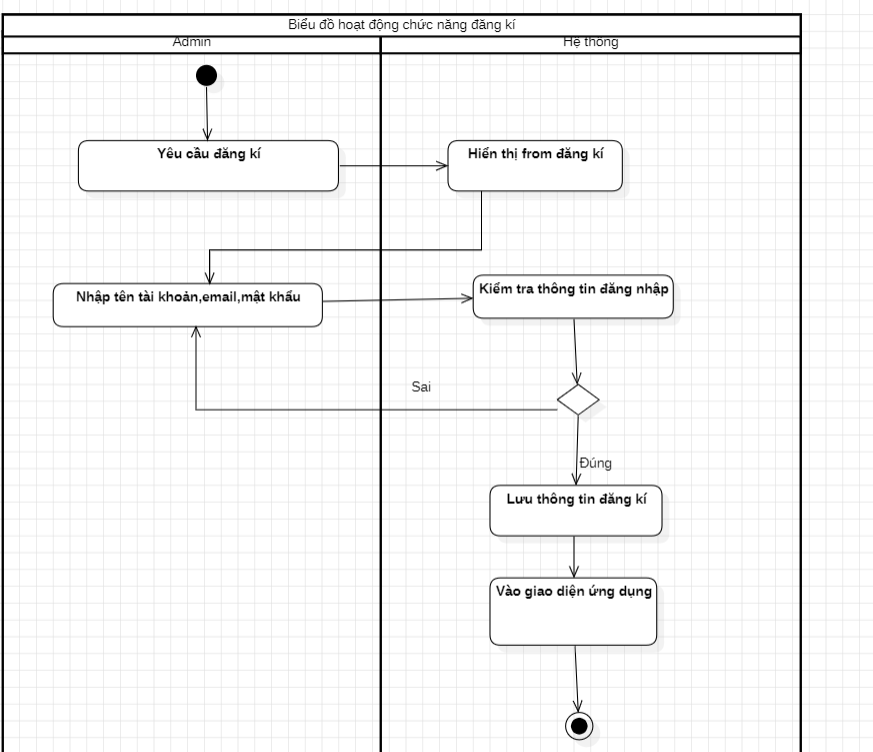 Biểu đồ hoạt động chức năng đăng kí
Admin
Hệ thống
Yêu cầu đăng kí
Hiển thị from đăng kí
Nhập tên tài khoản,email,mật khẩu
Kiểm tra thông tin đăng nhập
Sai
Đúng
Lưu thông tin đăng kí
Vào giao diện ứng dụng